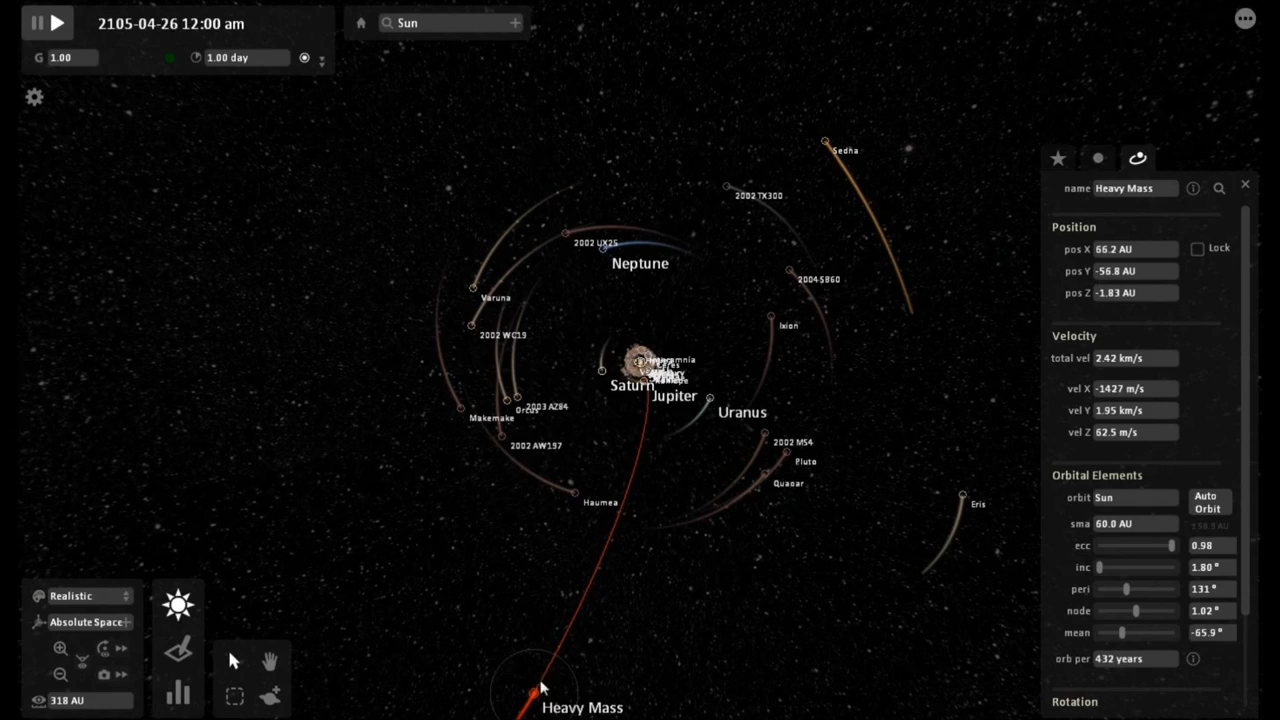 2105-04-26 12:00 am
Sun
G 1.00
1.00 day
Sedna
2002 TX300
2002 UX25
Neptune
2004 SB60
Varuna
Ixion
2002 WC19
Ceres
Saturn
Jupiter
Uranus
2003 AZ84
Orcus
Makemake
2002 AW197
2002 MS4
Pluto
Quaoar
Haumea
Eris
Heavy Mass
name Heavy Mass
Position
pos X 66.2 AU
Lock
pos Y -56.8 AU
pos Z -1.83 AU
Velocity
total vel 2.42 km/s
vel X -1427 m/s
vel Y 1.95 km/s
vel Z 62.5 m/s
Orbital Elements
orbit Sun
Auto
Orbit
sma 60.0 AU
ecc 0.98
inc 1.80°
peri 131°
node 1.02°
mean -65.9°
orb per 432 years
Rotation
Realistic
Absolute Space
318 AU